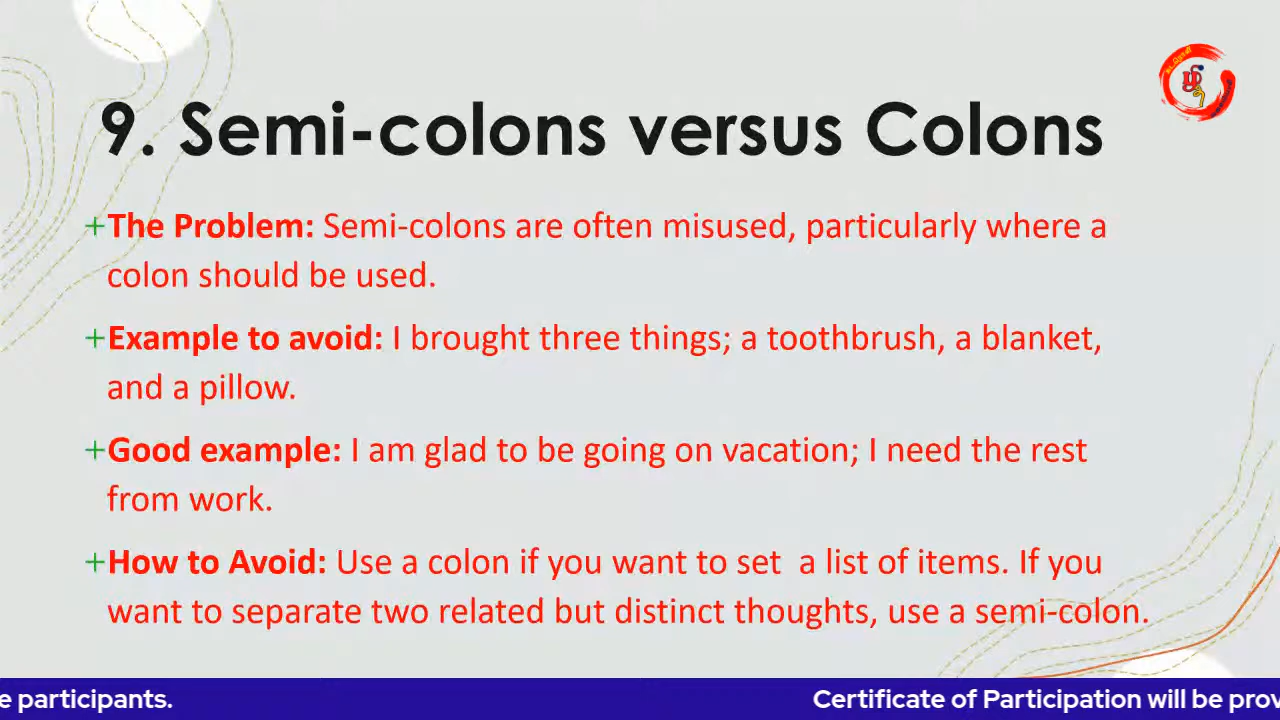 9. Semi-colons versus Colons
+The Problem: Semi-colons are often misused, particularly where a
colon should be used.
+Example to avoid: I brought three things; a toothbrush, a blanket,
and a pillow.
+Good example: I am glad to be going on vacation; I need the rest
from work.
+How to Avoid: Use a colon if you want to set  a list of items. If you
want to separate two related but distinct thoughts, use a semi-colon.
e participants.
Certificate of Participation will be prov